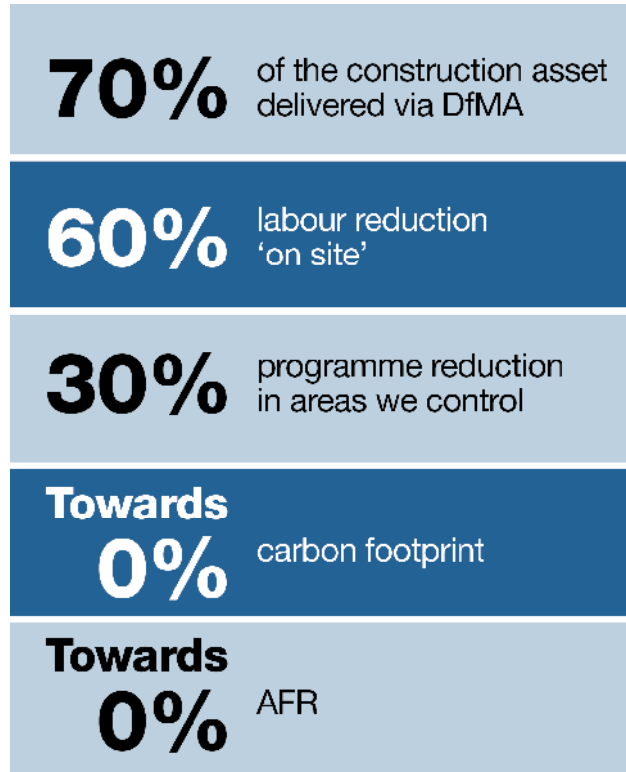 70%
of the construction asset
delivered via DfMA
60%
labour reduction
‘on site’
30%
programme reduction
in areas we control
Towards
0%
carbon footprint
Towards
0%
AFR